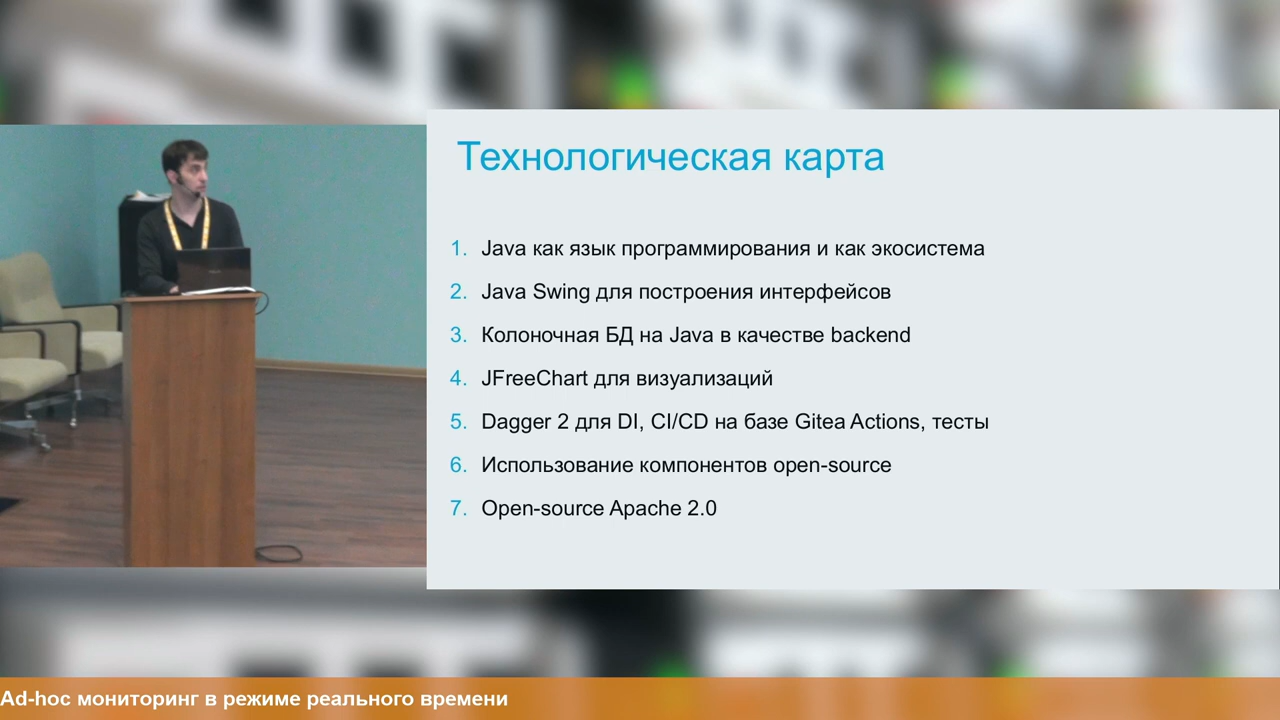 Технологическая карта
1. Java как язык программирования и как экосистема
2. Java Swing для построения интерфейсов
3. Колоночная БД на Java в качестве backend
4. JFreeChart для визуализаций
5. Dagger 2 для DI, CI/CD на базе Gitea Actions, тесты
6. Использование компонентов open-source
7. Open-source Apache 2.0
Ad-hoc мониторинг в режиме реального времени